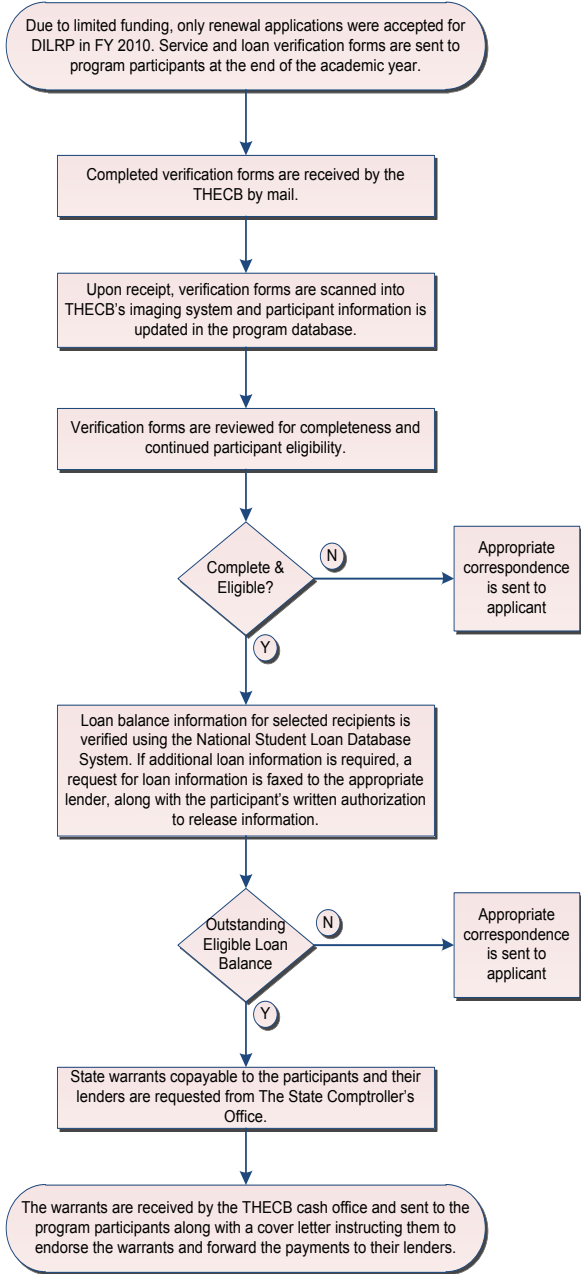 Due to limited funding, only renewal applications were accepted for
DILRP in FY 2010. Service and loan verification forms are sent to
program participants at the end of the academic year.
Completed verification forms are received by the
THECB by mail.
Upon receipt, verification forms are scanned into
THECB's imaging system and participant information is
updated in the program database.
Verification forms are reviewed for completeness and
continued participant eligibility.
Complete &
Eligible?
N
Appropriate
correspondence
is sent to
applicant
Y
Loan balance information for selected recipients is
verified using the National Student Loan Database
System. If additional loan information is required, a
request for loan information is faxed to the appropriate
lender, along with the participant's written authorization
to release information.
Outstanding
Eligible Loan
Balance
N
Appropriate
correspondence
is sent to
applicant
Y
State warrants copayable to the participants and their
lenders are requested from The State Comptroller's
Office.
The warrants are received by the THECB cash office and sent to the
program participants along with a cover letter instructing them to
endorse the warrants and forward the payments to their lenders.